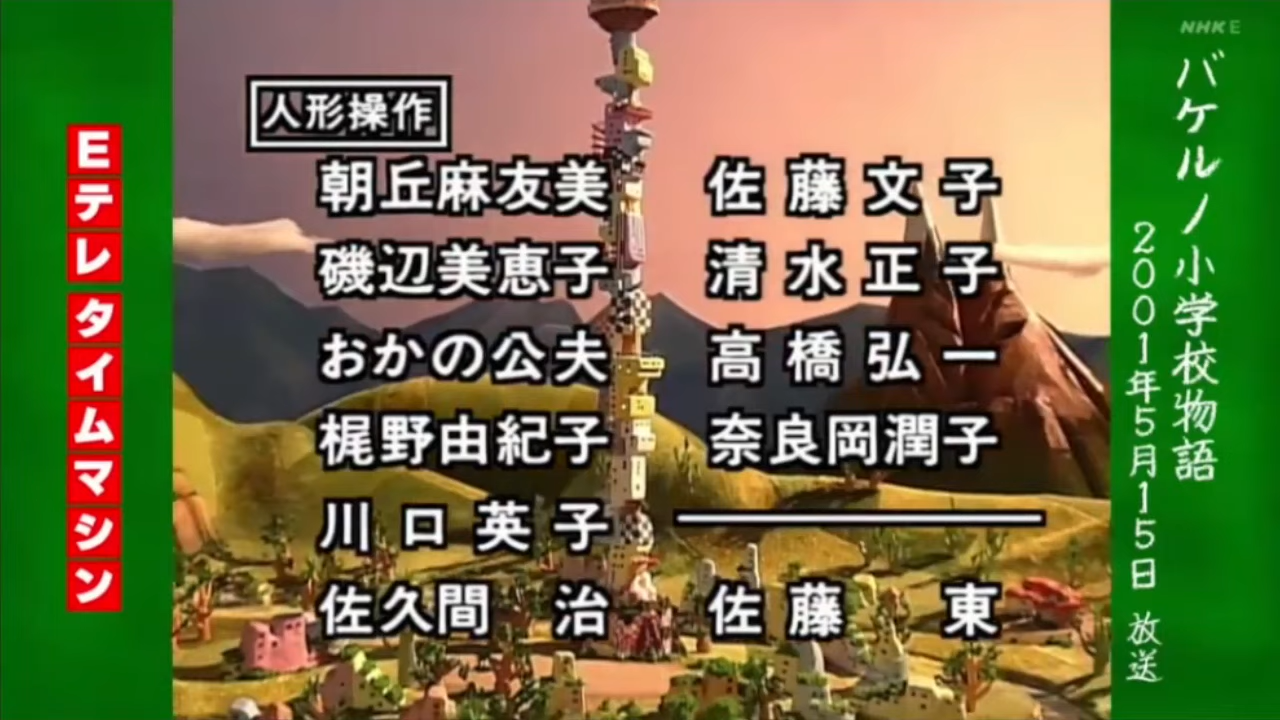 NHK E
Eテレタイムマシン
バケルノ小学校物語
2001年5月15日 放送
人形操作
朝丘麻友美
磯辺美恵子
おかの公夫
梶野由紀子
川口英子
佐久間 治
佐藤文子
清水正子
高橋弘一
奈良岡潤子
佐藤 東